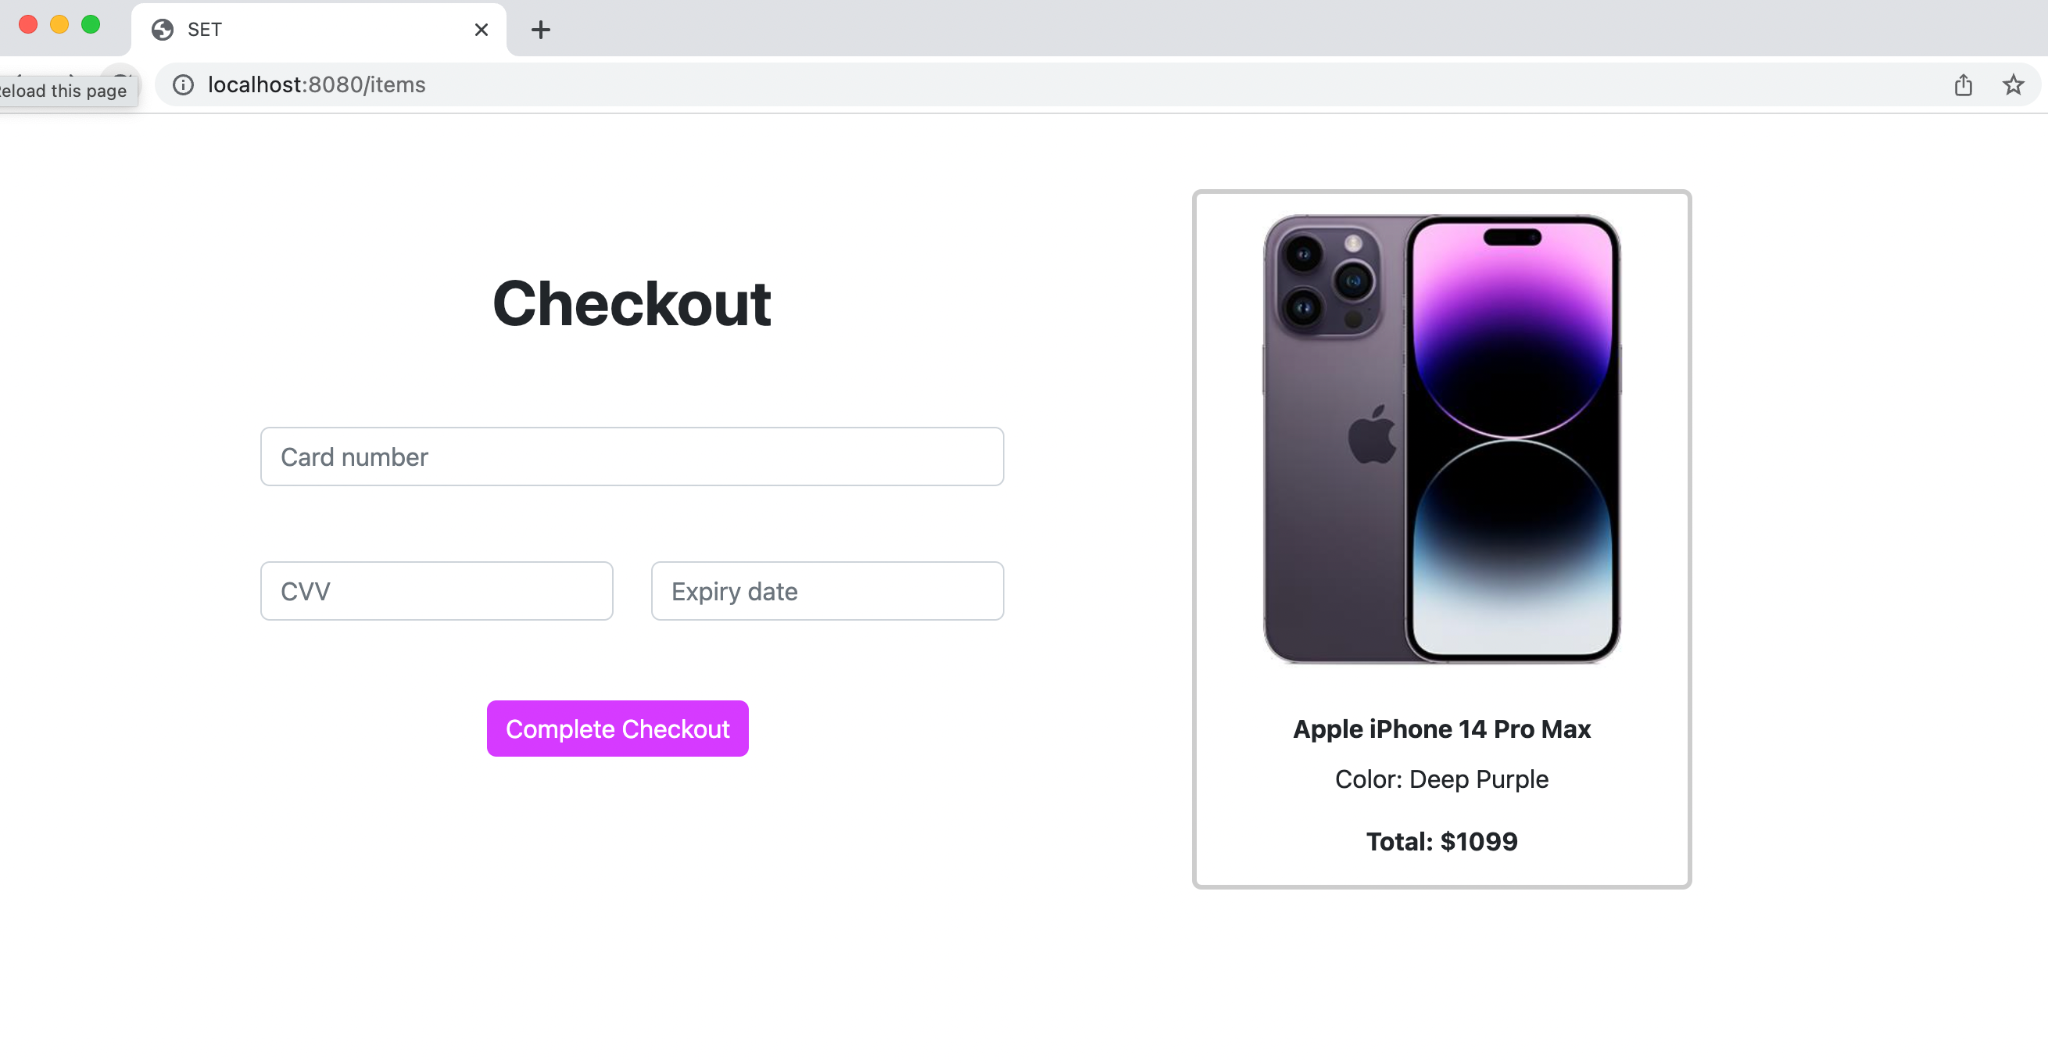 SET
eload this page
localhost:8080/items
Checkout
Card number
CVV
Expiry date
Complete Checkout
Apple iPhone 14 Pro Max
Color: Deep Purple
Total: $1099